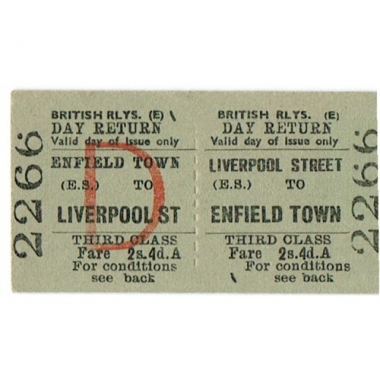 2266
BRITISH RLYS. (E)
DAY RETURN
Valid day of issue only
ENFIELD TOWN
(E.S.) TO
LIVERPOOL ST
THIRD CLASS
Fare 2s.4d.A
For conditions
see back
D
BRITISH RLYS. (E)
DAY RETURN
Valid day of issue only
LIVERPOOL STREET
(E.S.) TO
ENFIELD TOWN
THIRD CLASS
Fare 2s.4d.A
For conditions
see back
2266